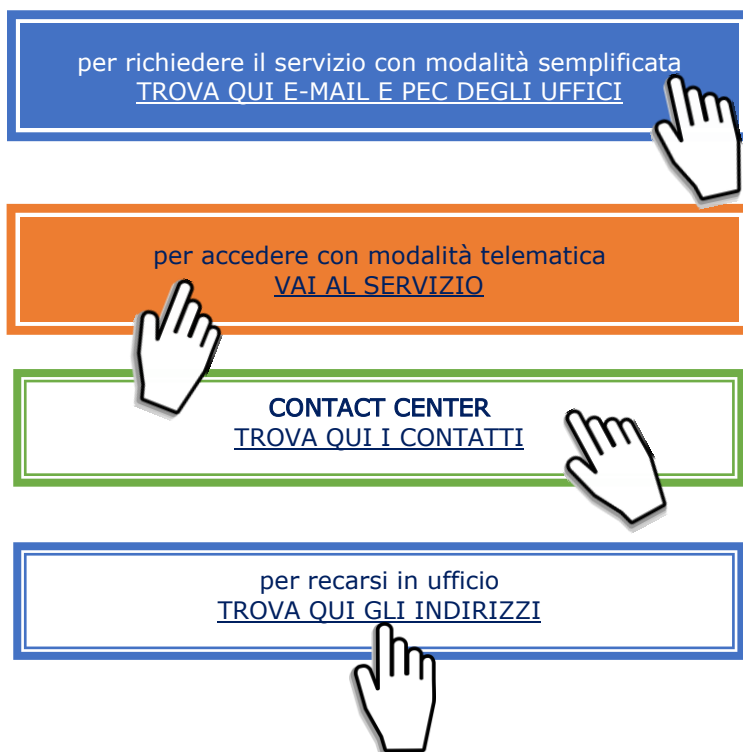 per richiedere il servizio con modalità semplificata
TROVA QUI E-MAIL E PEC DEGLI UFFICI
per accedere con modalità telematica
VAI AL SERVIZIO
CONTACT CENTER
TROVA QUI I CONTATTI
per recarsi in ufficio
TROVA QUI GLI INDIRIZZI